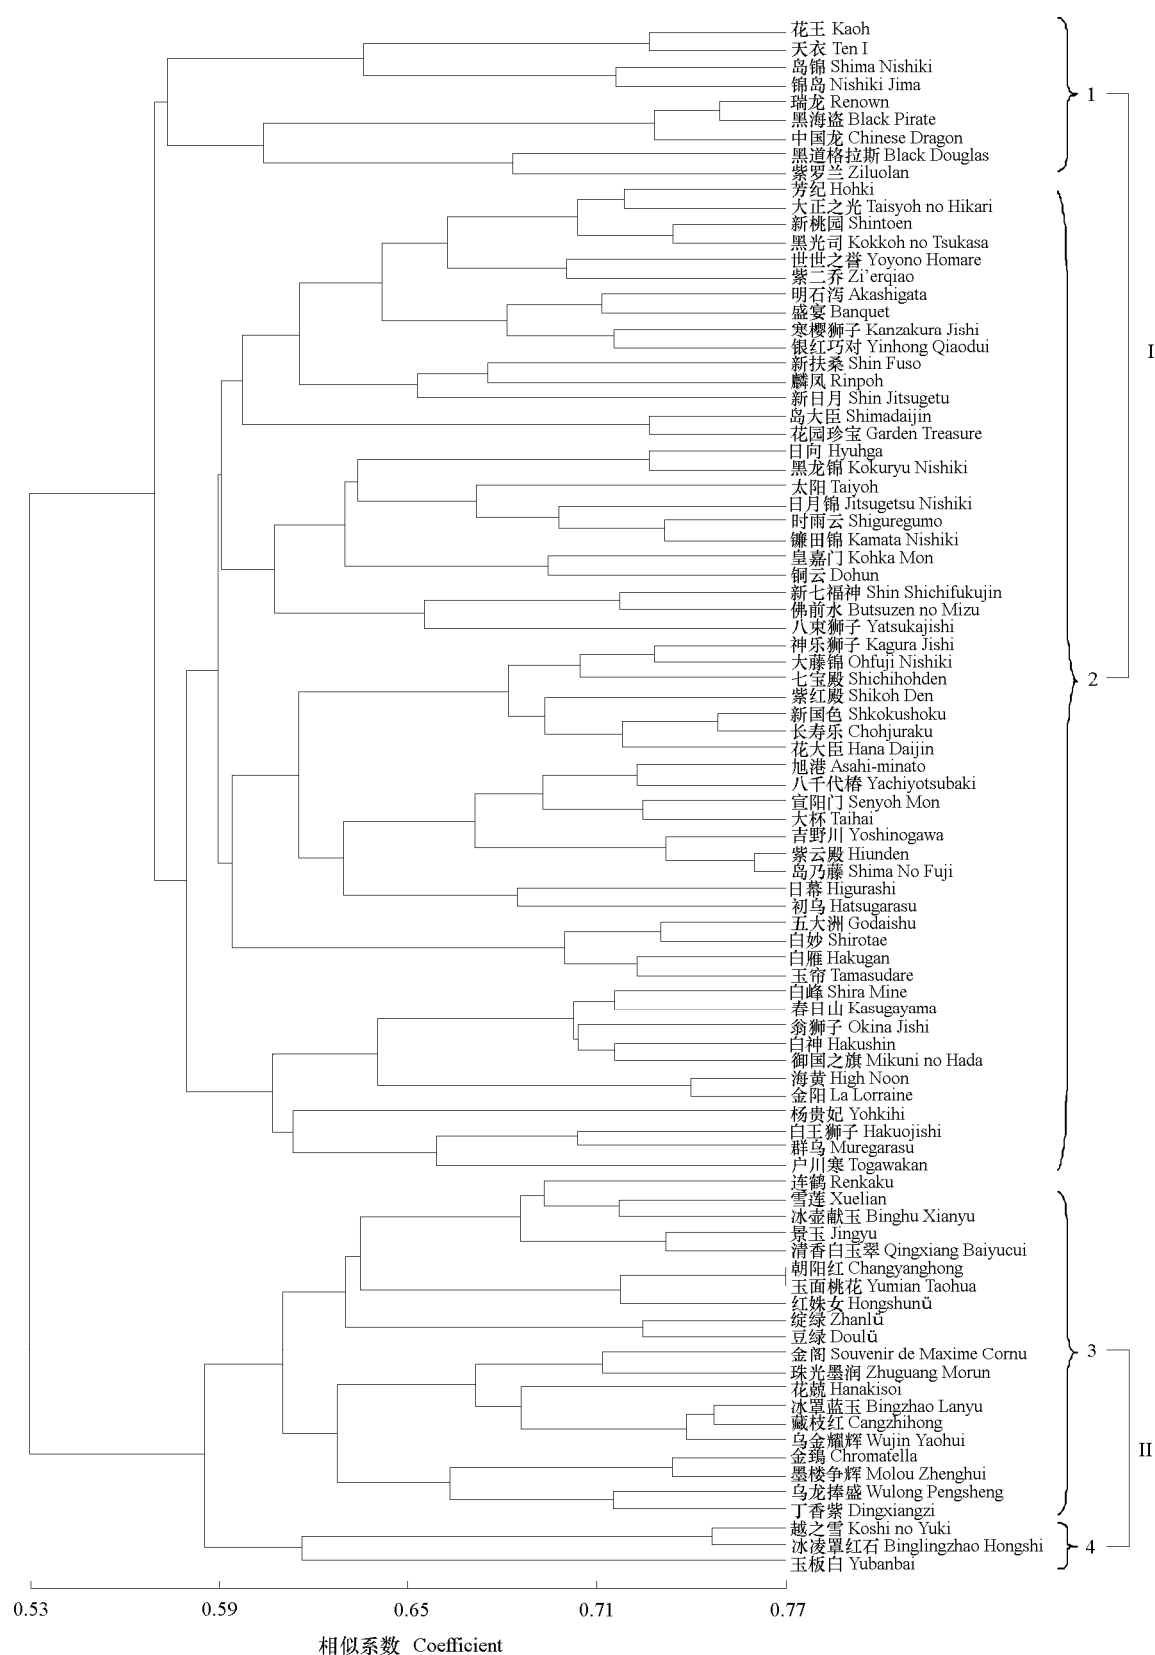 花王 Kaoh
天衣 Ten I
岛锦 Shima Nishiki
锦岛 Nishiki Jima
瑞龙 Renown
黑海盗 Black Pirate
中国龙 Chinese Dragon
黑道格拉斯 Black Douglas
紫罗兰 Ziluolan
1
芳纪 Hohki
大正之光 Taisyoh no Hikari
新桃园 Shintoen
黑光司 Kokkoh no Tsukasa
世世之誉 Yoyono Homare
紫二乔 Zi'erqiao
明石泻 Akashigata
盛宴 Banquet
寒樱狮子 Kanzakura Jishi
银红巧对 Yinhong Qiaodui
I
新扶桑 Shin Fuso
麟凤 Rinpoh
新日月 Shin Jitsugetu
岛大臣 Shimadaijin
花园珍宝 Garden Treasure
日向 Hyuhga
黑龙锦 Kokuryu Nishiki
太阳 Taiyoh
日月锦 Jitsugetsu Nishiki
时雨云 Shiguregumo
镰田锦 Kamata Nishiki
皇嘉门 Kohka Mon
铜云 Dohun
新七福神 Shin Shichifukujin
佛前水 Butsuzen no Mizu
八束狮子 Yatsukajishi
神乐狮子 Kagura Jishi
大藤锦 Ohfuji Nishiki
七宝殿 Shichihohden
2
紫红殿 Shikoh Den
新国色 Shkokushoku
长寿乐 Chohjuraku
花大臣 Hana Daijin
旭港 Asahi-minato
八千代椿 Yachiyotsubaki
宣阳门 Senyoh Mon
大杯 Taihai
吉野川 Yoshinogawa
紫云殿 Hiunden
岛乃藤 Shima No Fuji
日幕 Higurashi
初乌 Hatsugarasu
五大洲 Godaishu
白妙 Shirotae
白雁 Hakugan
玉帘 Tamasudare
白峰 Shira Mine
春日山 Kasugayama
翁狮子 Okina Jishi
白神 Hakushin
御国之旗 Mikuni no Hada
海黄 High Noon
金阳 La Lorraine
杨贵妃 Yohkihi
白王狮子 Hakuojishi
群乌 Muregarasu
户川寒 Togawakan
连鹤 Renkaku
雪莲 Xuelian
冰壶献玉 Binghu Xianyu
景玉 Jingyu
清香白玉翠 Qingxiang Baiyucui
朝阳红 Changyanghong
玉面桃花 Yumian Taohua
红姝女 Hongshunü
绽绿 Zhanlü
豆绿 Doulü
金阁 Souvenir de Maxime Cornu
3
珠光墨润 Zhuguang Morun
花兢 Hanakisoi
冰罩蓝玉 Bingzhao Lanyu
藏枝红 Cangzhihong
乌金耀辉 Wujin Yaohui
II
金鵄 Chromatella
墨楼争辉 Molou Zhenghui
乌龙捧盛 Wulong Pengsheng
丁香紫 Dingxiangzi
越之雪 Koshi no Yuki
冰凌罩红石 Binglingzhao Hongshi
4
玉板白 Yubanbai
0.53 0.59 0.65 0.71 0.77
相似系数 Coefficient